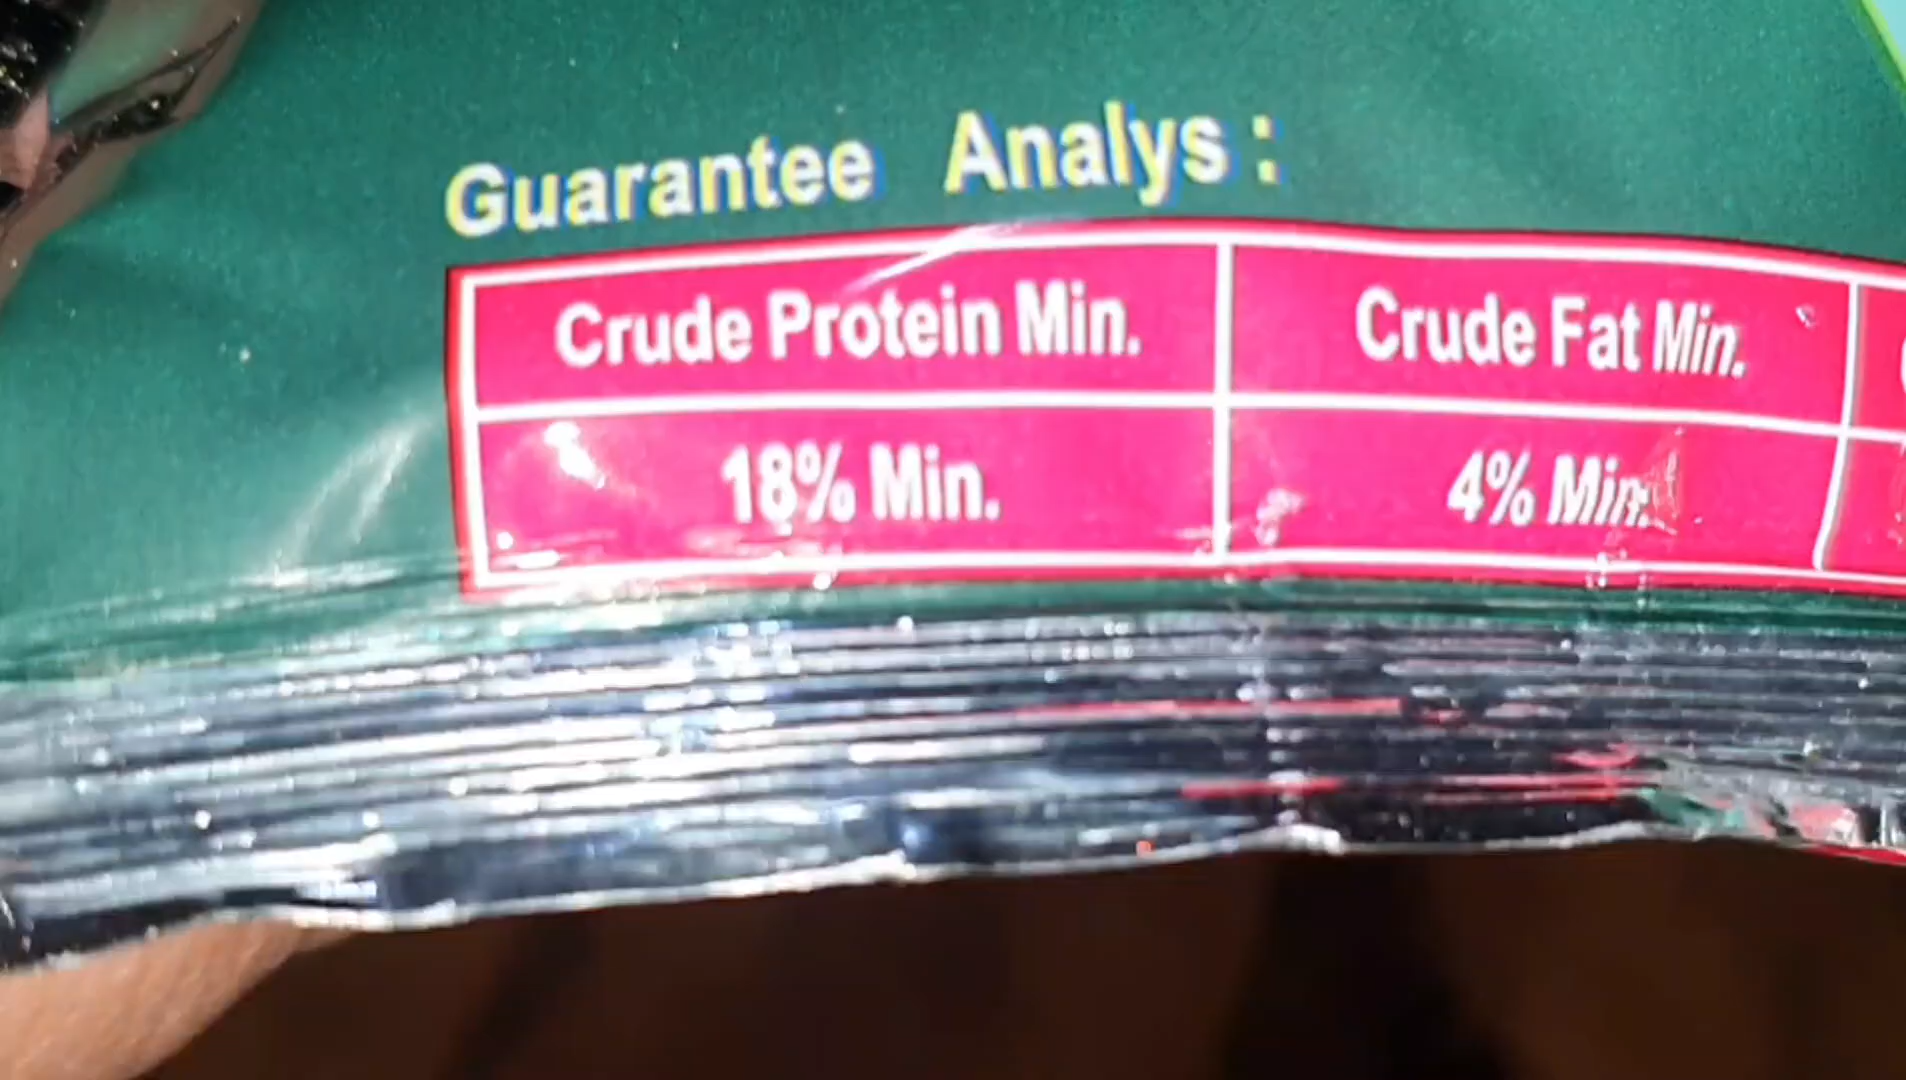 Guarantee Analys :
Crude Protein Min. Crude Fat Min.
18% Min. 4% Min.